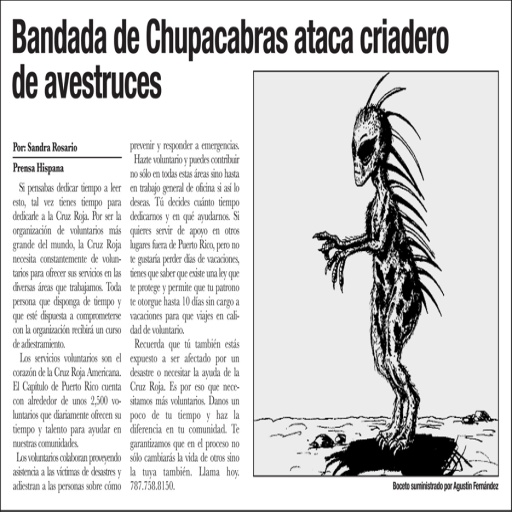 Bandada de Chupacabras ataca criadero
de avestruces
Por: Sandra Rosario
Prensa Hispana
Si pensabas dedicar tiempo a leer
esto, tal vez tienes tiempo para
dedicarle a la Cruz Roja. Por ser la
organización de voluntarios más
grande del mundo, la Cruz Roja
necesita constantemente de volun-
tarios para ofrecer sus servicios en las
diversas áreas que trabajamos. Toda
persona que disponga de tiempo y
que esté dispuesta a comprometerse
con la organización recibirá un curso
de adiestramiento.
Los servicios voluntarios son el
corazón de la Cruz Roja Americana.
El Capítulo de Puerto Rico cuenta
con alrededor de unos 2,500 vo-
luntarios que diariamente ofrecen su
tiempo y talento para ayudar en
nuestras comunidades.
Los voluntarios colaboran proveyendo
asistencia a las víctimas de desastres y
adiestran a las personas sobre cómo
prevenir y responder a emergencias.
Hazte voluntario y puedes contribuir
no sólo en todas estas áreas sino hasta
en trabajo general de oficina si así lo
deseas. Tú decides cuánto tiempo
dedicarnos y en qué ayudarnos. Si
quieres servir de apoyo en otros
lugares fuera de Puerto Rico, pero no
te gustaría perder días de vacaciones,
tienes que saber que existe una ley que
te protege y permite que tu patrono
te otorgue hasta 10 días sin cargo a
vacaciones para que viajes en cali-
dad de voluntario.
Recuerda que tú también estás
expuesto a ser afectado por un
desastre o necesitar la ayuda de la
Cruz Roja. Es por eso que nece-
sitamos más voluntarios. Danos un
poco de tu tiempo y haz la
diferencia en tu comunidad. Te
garantizamos que en el proceso no
sólo cambiarás la vida de otros sino
la tuya también. Llama hoy.
787.758.8150.
Boceto suministrado por Agustín Fernández